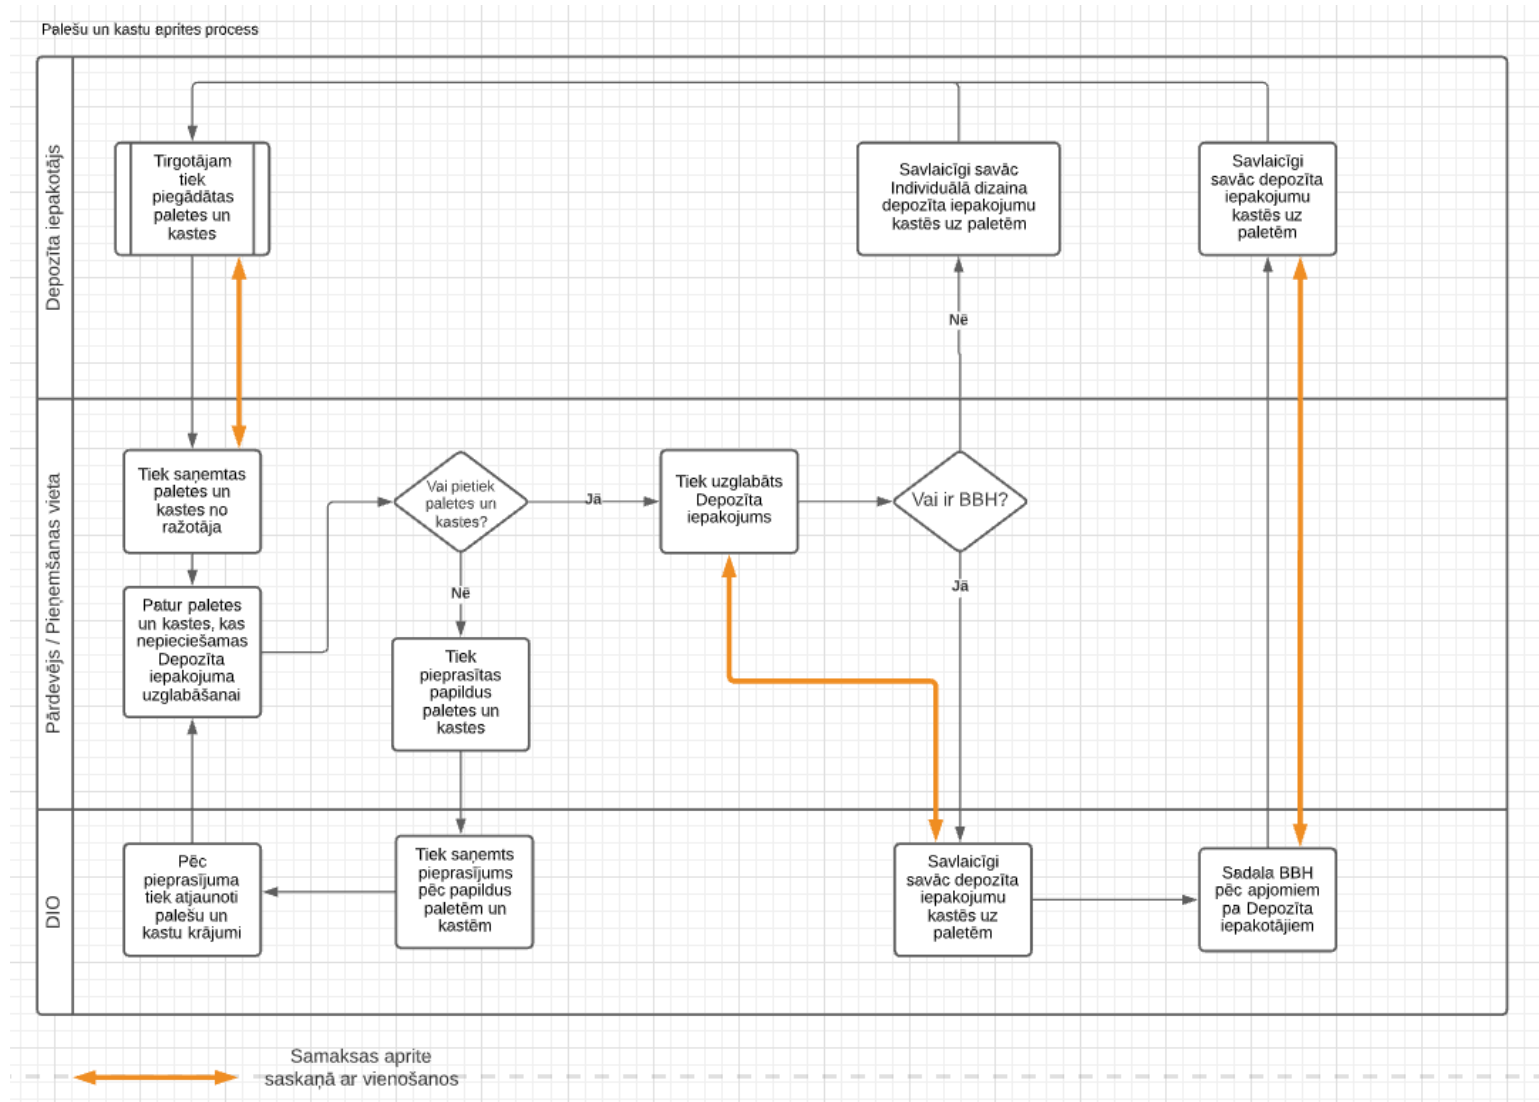 Palešu un kastu aprites process
Depozīta iepakotājs
Tirgotājam
tiek
piegādātas
paletes un
kastes
Savlaicīgi savāc
Individuālā dizaina
depozīta iepakojumu
kastēs uz paletēm
Savlaicīgi
savāc depozīta
iepakojumu
kastēs uz
paletēm
Nē
Pārdevējs / Pieņemšanas vieta
Tiek saņemtas
paletes un
kastes no
ražotāja
Vai pietiek
paletes un
kastes?
Jā
Tiek uzglabāts
Depozīta
iepakojums
Vai ir BBH?
Nē
Jā
Patur paletes
un kastes, kas
nepieciešamas
Depozīta
iepakojuma
uzglabāšanai
Tiek
pieprasītas
papildus
paletes un
kastes
DIO
Pēc
pieprasījuma
tiek atjaunoti
palešu un
kastu krājumi
Tiek saņemts
pieprasījums
pēc papildus
paletēm un
kastēm
Savlaicīgi
savāc depozīta
iepakojumu
kastēs uz
paletēm
Sadala BBH
pēc apjomiem
pa Depozīta
iepakotājiem
Samaksas aprite
saskaņā ar vienošanos